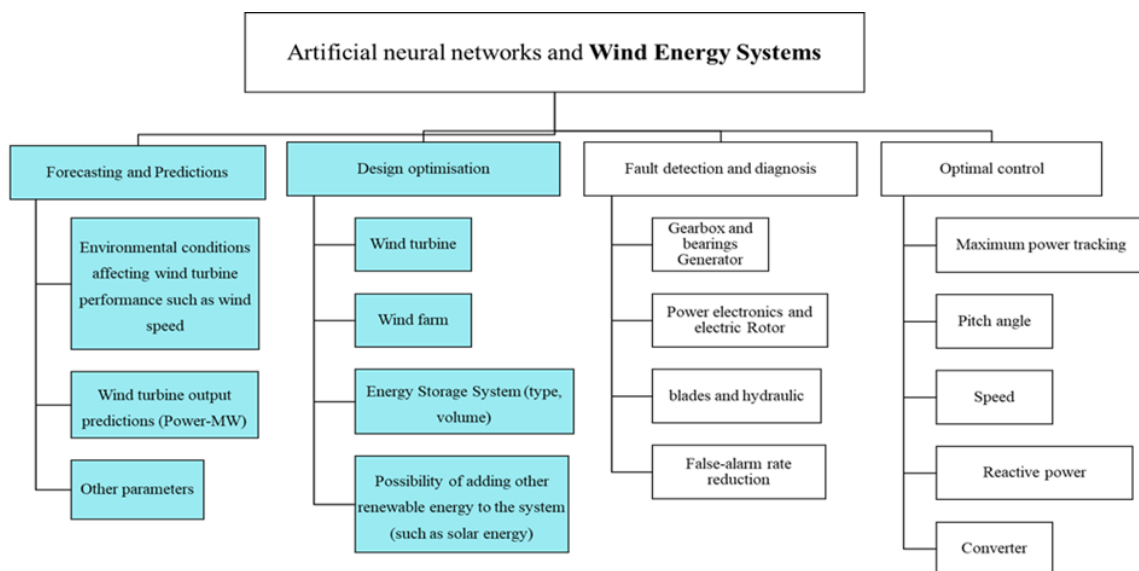 Artificial neural networks and Wind Energy Systems
Forecasting and Predictions
Environmental conditions
affecting wind turbine
performance such as wind
speed
Wind turbine output
predictions (Power-MW)
Other parameters
Design optimisation
Wind turbine
Wind farm
Energy Storage System (type,
volume)
Possibility of adding other
renewable energy to the system
(such as solar energy)
Fault detection and diagnosis
Gearbox and
bearings
Generator
Power electronics and
electric Rotor
blades and hydraulic
False-alarm rate
reduction
Optimal control
Maximum power tracking
Pitch angle
Speed
Reactive power
Converter